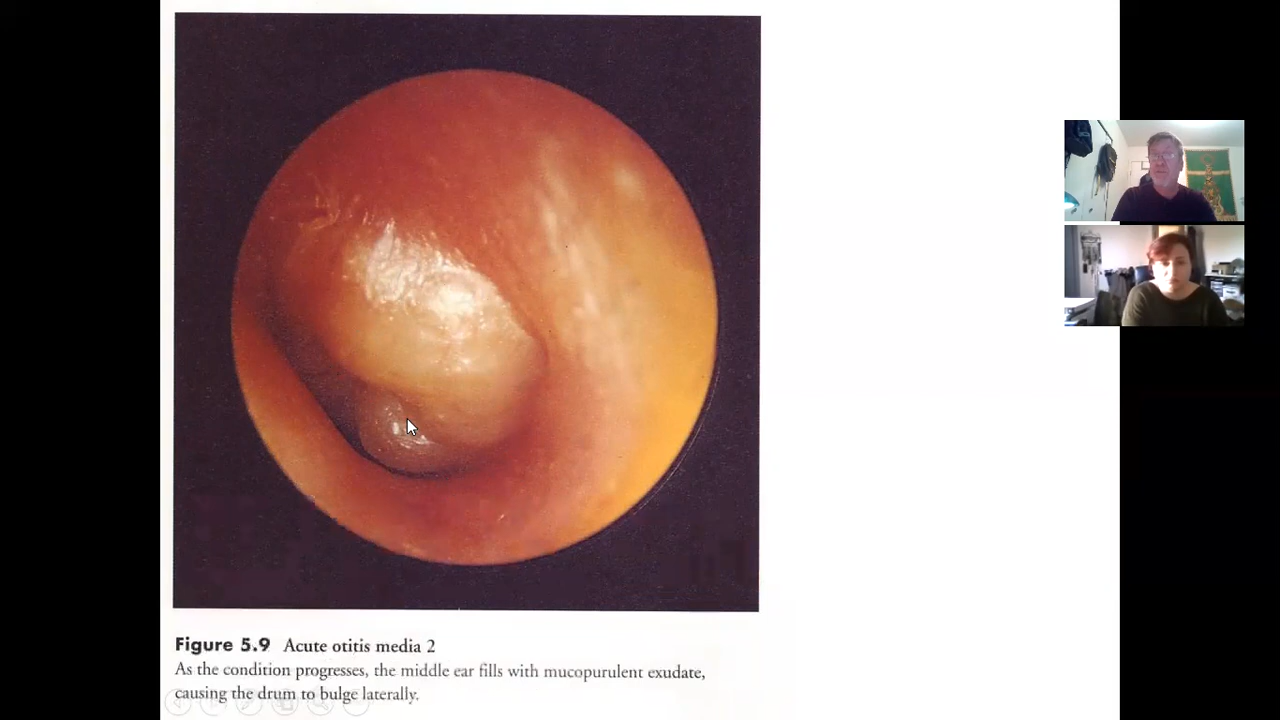 Figure 5.9 Acute otitis media 2
As the condition progresses, the middle ear fills with mucopurulent exudate,
causing the drum to bulge laterally.